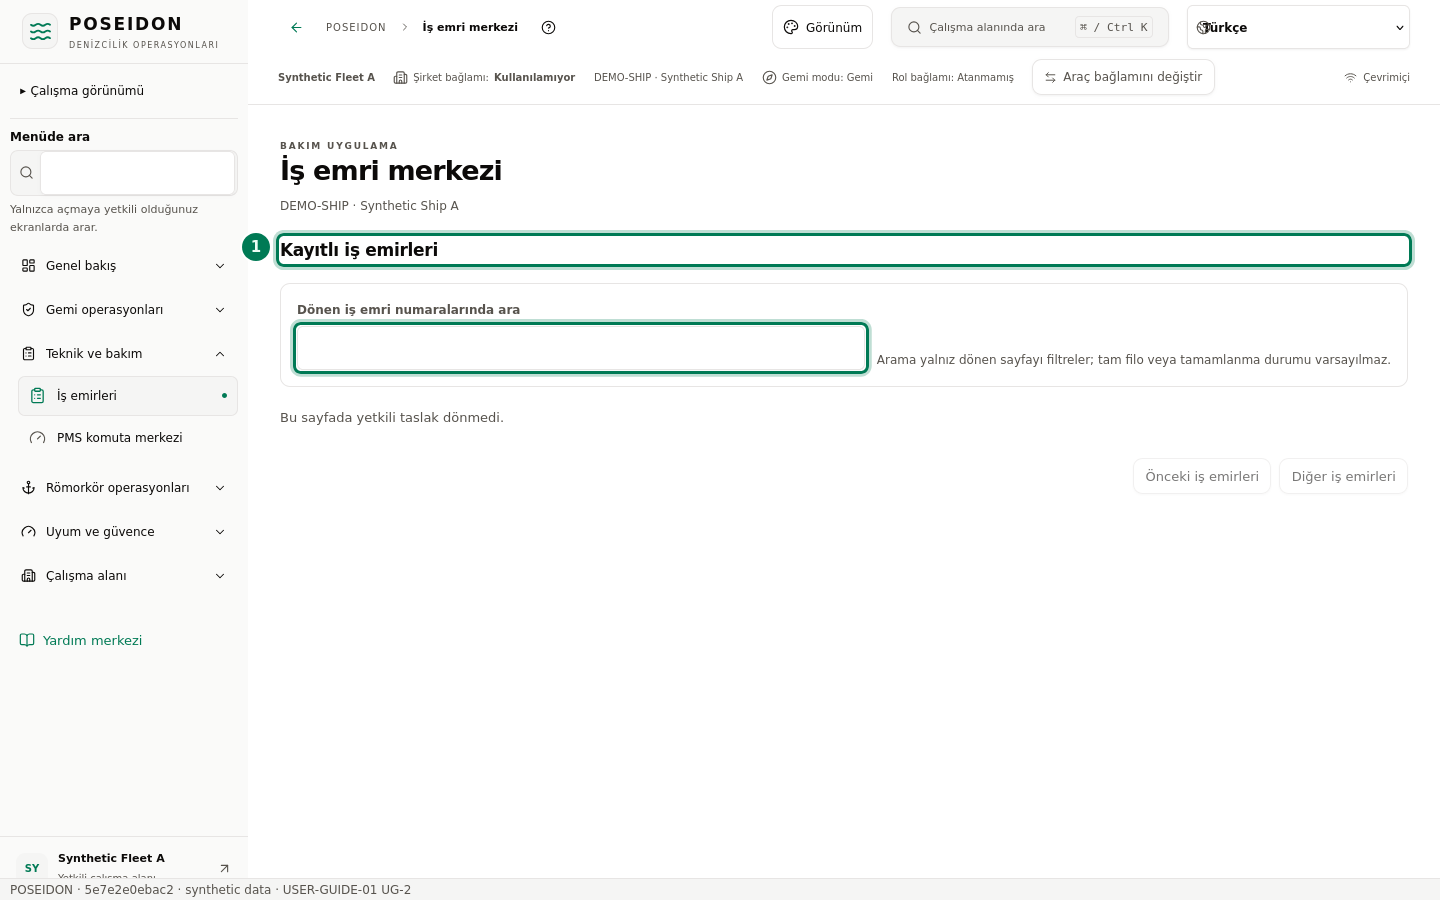 POSEIDON
DENİZCİLİK OPERASYONLARI
▸ Çalışma görünümü
Menüde ara
Yalnızca açmaya yetkili olduğunuz
ekranlarda arar.
Genel bakış
Gemi operasyonları
Teknik ve bakım
İş emirleri
PMS komuta merkezi
Römorkör operasyonları
Uyum ve güvence
Çalışma alanı
Yardım merkezi
SY
Synthetic Fleet A
Yetkili çalışma alanı
POSEIDON
İş emri merkezi
Görünüm
Çalışma alanında ara
⌘ / Ctrl K
Türkçe
Synthetic Fleet A
Şirket bağlamı: Kullanılamıyor
DEMO-SHIP · Synthetic Ship A
Gemi modu: Gemi
Rol bağlamı: Atanmamış
Araç bağlamını değiştir
Çevrimiçi
BAKIM UYGULAMA
İş emri merkezi
DEMO-SHIP · Synthetic Ship A
1
Kayıtlı iş emirleri
Dönen iş emri numaralarında ara
Arama yalnız dönen sayfayı filtreler; tam filo veya tamamlanma durumu varsayılmaz.
Bu sayfada yetkili taslak dönmedi.
Önceki iş emirleri
Diğer iş emirleri
POSEIDON · 5e7e2e0ebac2 · synthetic data · USER-GUIDE-01 UG-2